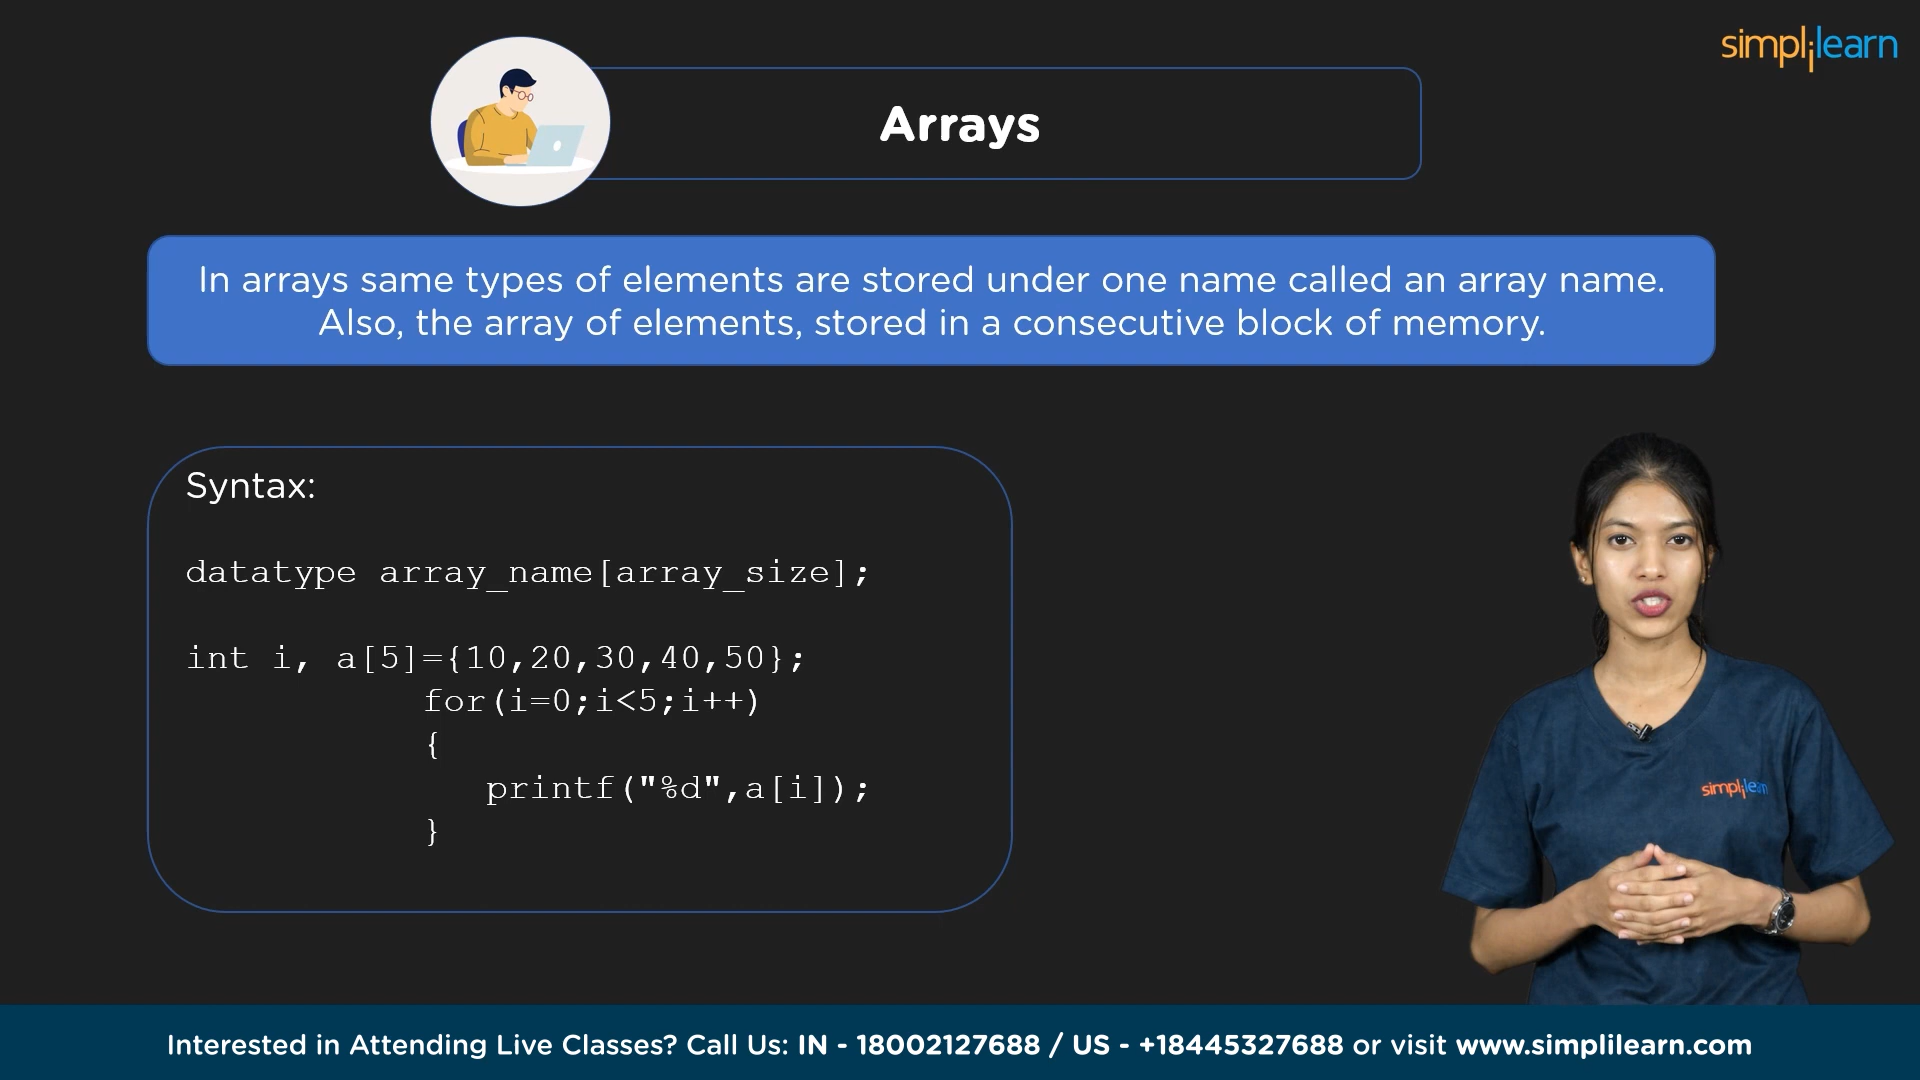 simplilearn
Arrays
In arrays same types of elements are stored under one name called an array name.
Also, the array of elements, stored in a consecutive block of memory.
Syntax:
datatype array_name[array_size];
int i, a[5]={10,20,30,40,50};
for(i=0;i<5;i++)
{
printf("%d",a[i]);
}
simplilearn
Interested in Attending Live Classes? Call Us: IN - 18002127688 / US - +18445327688 or visit www.simplilearn.com